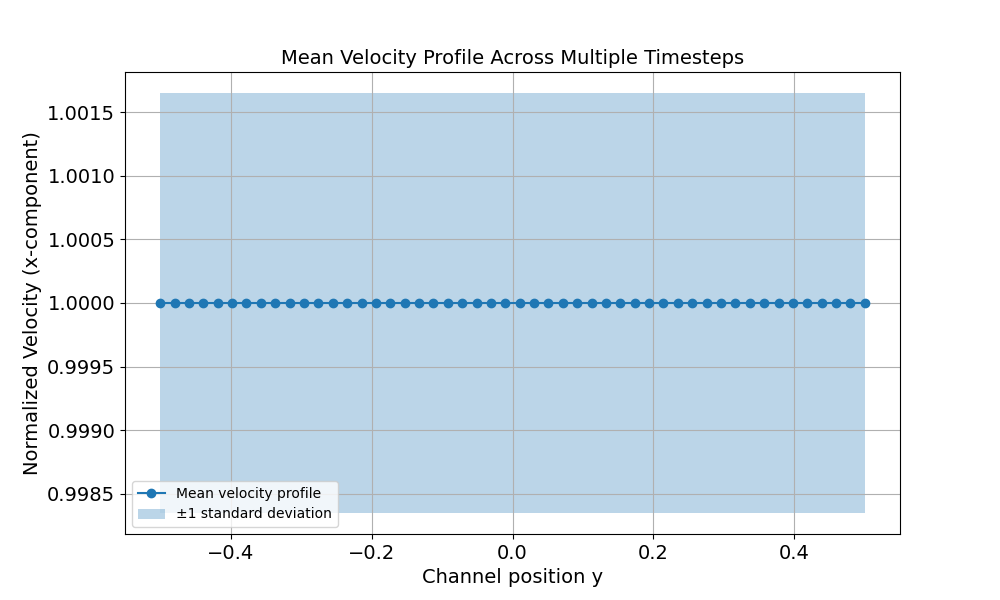 Mean Velocity Profile Across Multiple Timesteps
Normalized Velocity (x-component)
1.0015
1.0010
1.0005
1.0000
0.9995
0.9990
0.9985
Mean velocity profile
±1 standard deviation
−0.4
−0.2
0.0
0.2
0.4
Channel position y